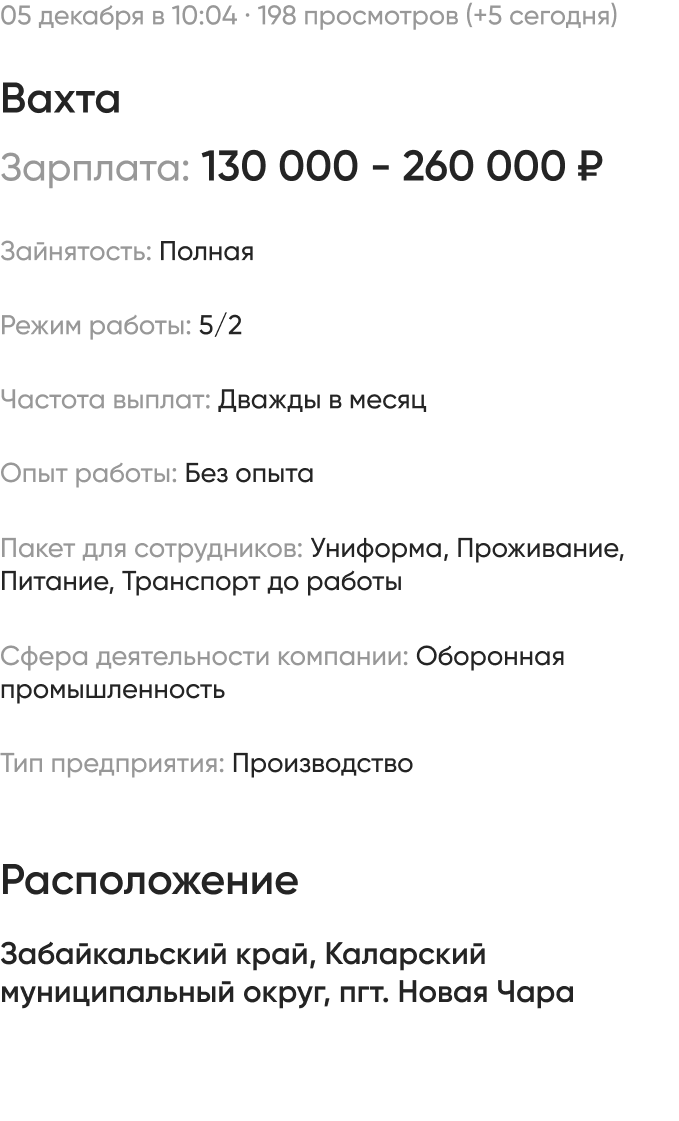 05 декабря в 10:04 · 198 просмотров (+5 сегодня)
Вахта
Зарплата: 130 000 - 260 000 ₽
Занятость: Полная
Режим работы: 5/2
Частота выплат: Дважды в месяц
Опыт работы: Без опыта
Пакет для сотрудников: Униформа, Проживание,
Питание, Транспорт до работы
Сфера деятельности компании: Оборонная
промышленность
Тип предприятия: Производство
Расположение
Забайкальский край, Каларский
муниципальный округ, пгт. Новая Чара